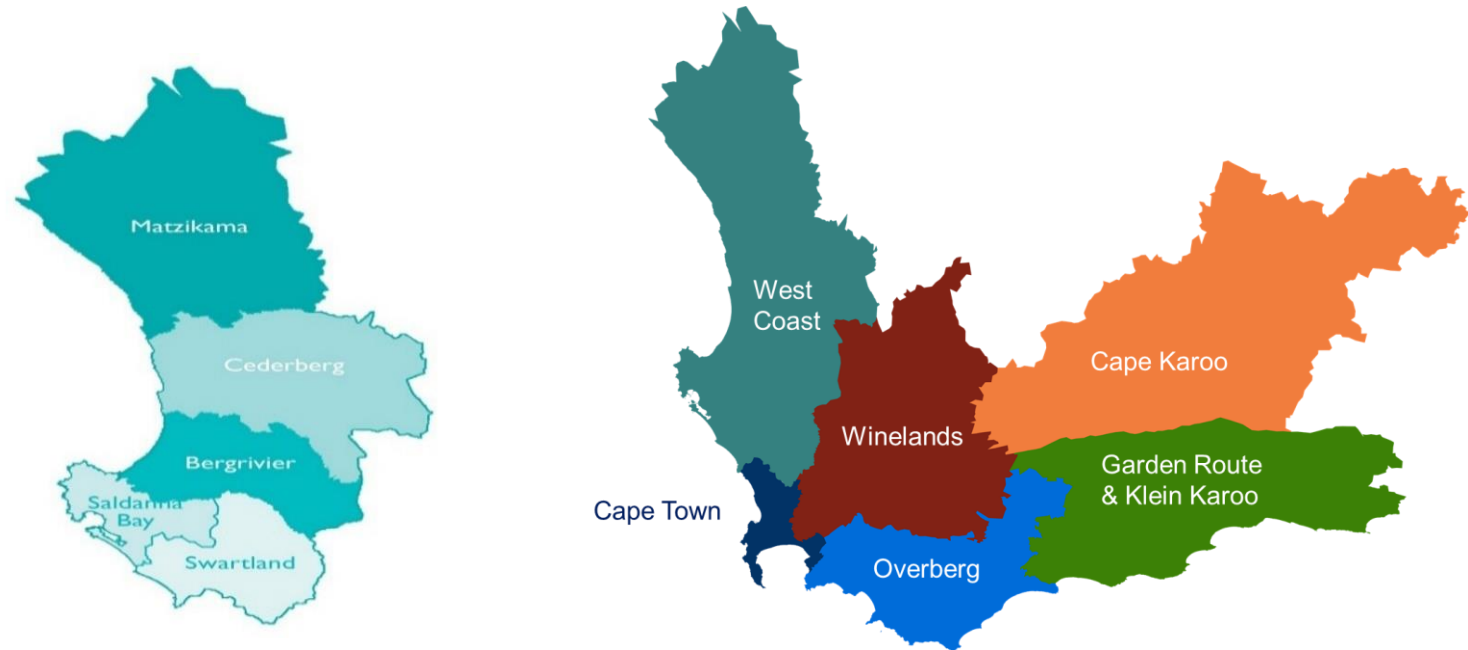 Matzikama
Cederberg
Bergrivier
Saldanha
Bay
Swartland
West
Coast
Cape Karoo
Winelands
Garden Route
& Klein Karoo
Cape Town
Overberg